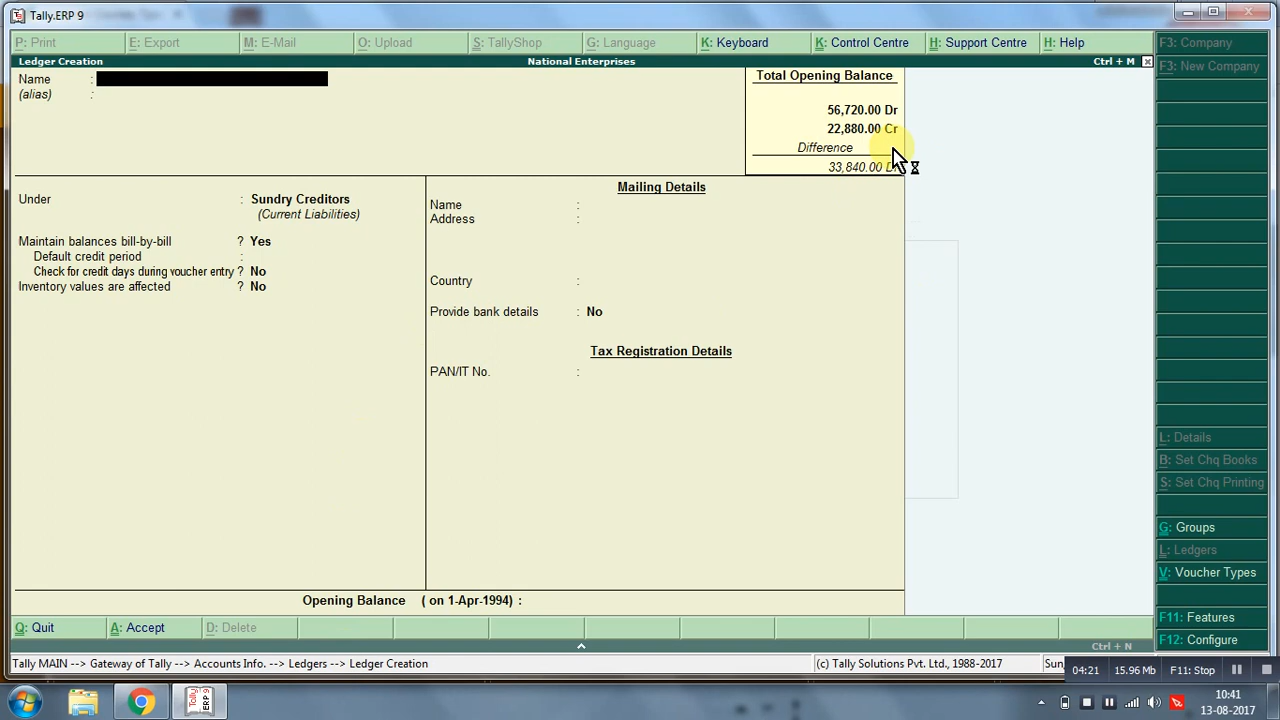 Tally.ERP 9
P: Print E: Export M: E-Mail O: Upload S: TallyShop G: Language K: Keyboard K: Control Centre H: Support Centre H: Help
F3: Company
Ledger Creation National Enterprises Ctrl + M
F3: New Company
Name :
(alias) :
Total Opening Balance
56,720.00 Dr
22,880.00 Cr
Difference
33,840.00 Dr
Under : Sundry Creditors
(Current Liabilities)
Maintain balances bill-by-bill ? Yes
Default credit period :
Check for credit days during voucher entry ? No
Inventory values are affected ? No
Mailing Details
Name :
Address :
Country :
Provide bank details : No
Tax Registration Details
PAN/IT No. :
Opening Balance ( on 1-Apr-1994) :
L: Details
B: Set Chq Books
S: Set Chq Printing
G: Groups
L: Ledgers
V: Voucher Types
F11: Features
F12: Configure
Q: Quit A: Accept D: Delete
Ctrl + N
Tally MAIN --> Gateway of Tally --> Accounts Info. --> Ledgers --> Ledger Creation (c) Tally Solutions Pvt. Ltd., 1988-2017 Sun,
04:21 15.96 MB F11: Stop
ERP 9
10:41
13-08-2017